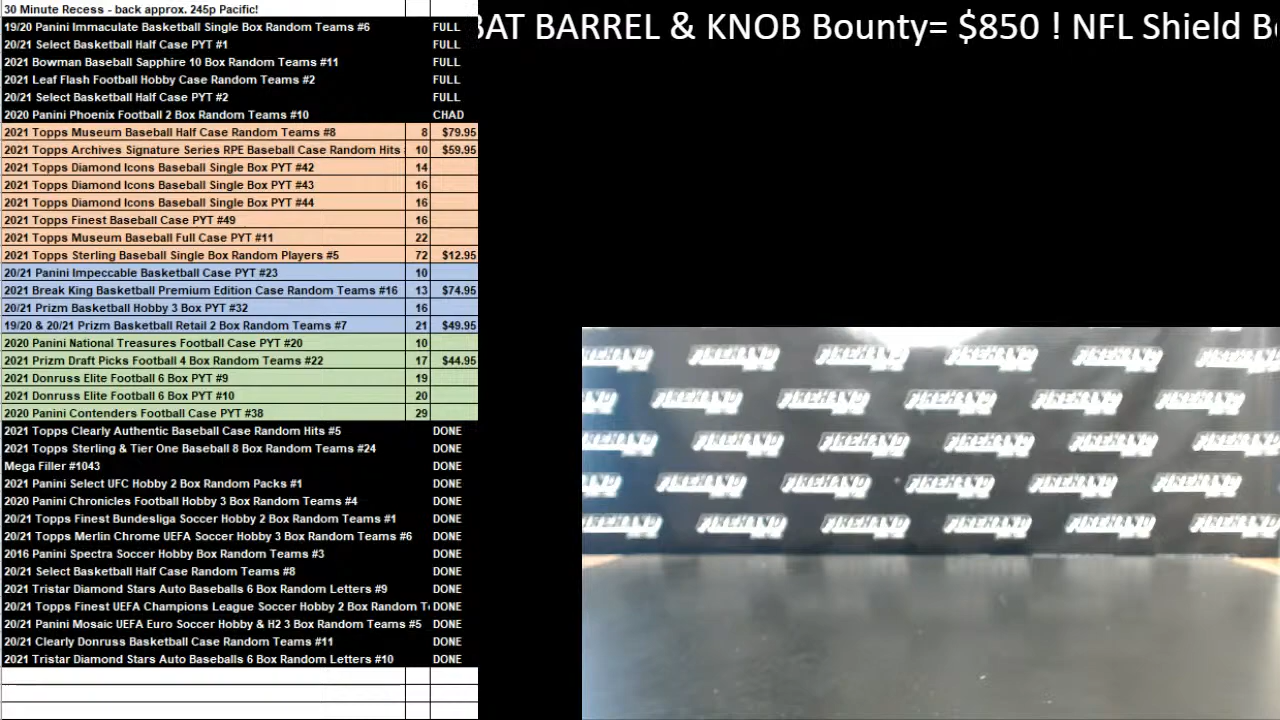 30 Minute Recess - back approx. 245p Pacific!
BAT BARREL & KNOB Bounty= $850 ! NFL Shield B
19/20 Panini Immaculate Basketball Single Box Random Teams #6 FULL
20/21 Select Basketball Half Case PYT #1 FULL
2021 Bowman Baseball Sapphire 10 Box Random Teams #11 FULL
2021 Leaf Flash Football Hobby Case Random Teams #2 FULL
20/21 Select Basketball Half Case PYT #2 FULL
2020 Panini Phoenix Football 2 Box Random Teams #10 CHAD
2021 Topps Museum Baseball Half Case Random Teams #8 8 $79.95
2021 Topps Archives Signature Series RPE Baseball Case Random Hits 10 $59.95
2021 Topps Diamond Icons Baseball Single Box PYT #42 14
2021 Topps Diamond Icons Baseball Single Box PYT #43 16
2021 Topps Diamond Icons Baseball Single Box PYT #44 16
2021 Topps Finest Baseball Case PYT #49 16
2021 Topps Museum Baseball Full Case PYT #11 22
2021 Topps Sterling Baseball Single Box Random Players #5 72 $12.95
20/21 Panini Impeccable Basketball Case PYT #23 10
2021 Break King Basketball Premium Edition Case Random Teams #16 13 $74.95
20/21 Prizm Basketball Hobby 3 Box PYT #32 16
19/20 & 20/21 Prizm Basketball Retail 2 Box Random Teams #7 21 $49.95
2020 Panini National Treasures Football Case PYT #20 10
2021 Prizm Draft Picks Football 4 Box Random Teams #22 17 $44.95
2021 Donruss Elite Football 6 Box PYT #9 19
2021 Donruss Elite Football 6 Box PYT #10 20
2020 Panini Contenders Football Case PYT #38 29
2021 Topps Clearly Authentic Baseball Case Random Hits #5 DONE
2021 Topps Sterling & Tier One Baseball 8 Box Random Teams #24 DONE
Mega Filler #1043 DONE
2021 Panini Select UFC Hobby 2 Box Random Packs #1 DONE
2020 Panini Chronicles Football Hobby 3 Box Random Teams #4 DONE
20/21 Topps Finest Bundesliga Soccer Hobby 2 Box Random Teams #1 DONE
20/21 Topps Merlin Chrome UEFA Soccer Hobby 3 Box Random Teams #6 DONE
2016 Panini Spectra Soccer Hobby Box Random Teams #3 DONE
20/21 Select Basketball Half Case Random Teams #8 DONE
2021 Tristar Diamond Stars Auto Baseballs 6 Box Random Letters #9 DONE
20/21 Topps Finest UEFA Champions League Soccer Hobby 2 Box Random T DONE
20/21 Panini Mosaic UEFA Euro Soccer Hobby & H2 3 Box Random Teams #5 DONE
20/21 Clearly Donruss Basketball Case Random Teams #11 DONE
2021 Tristar Diamond Stars Auto Baseballs 6 Box Random Letters #10 DONE
FIREHAND FIREHAND FIREHAND FIREHAND
FIREHAND FIREHAND FIREHAND FIREHAND
FIREHAND FIREHAND FIREHAND FIREHAND
FIREHAND FIREHAND FIREHAND FIREHAND
FIREHAND FIREHAND FIREHAND FIREHAND